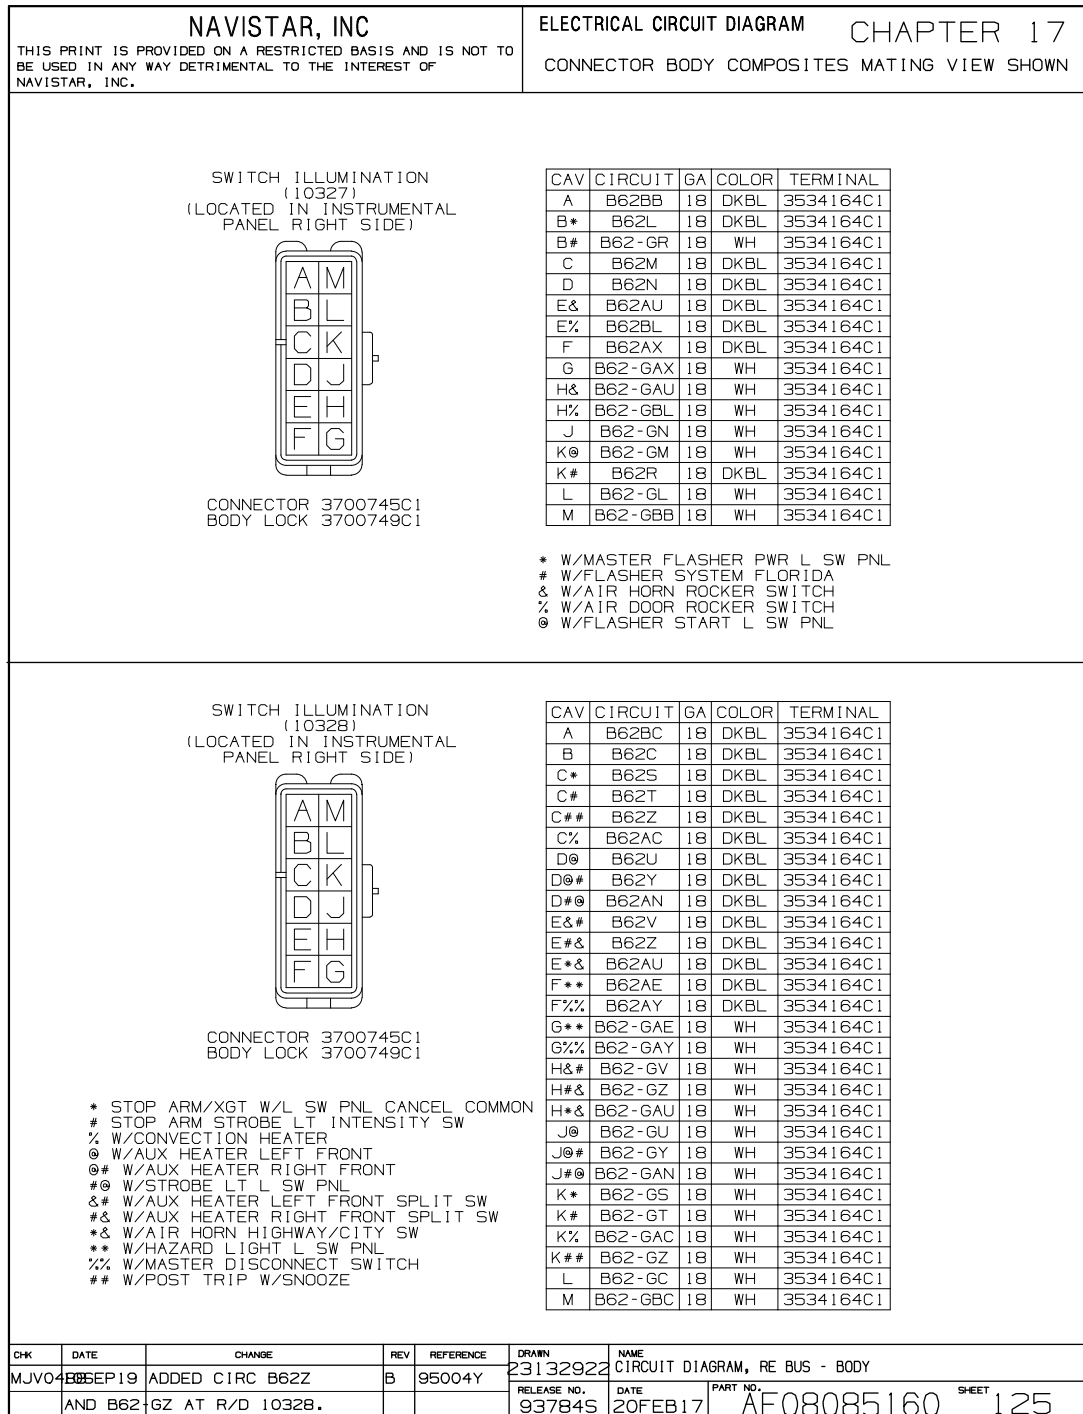 NAVISTAR, INC
THIS PRINT IS PROVIDED ON A RESTRICTED BASIS AND IS NOT TO
BE USED IN ANY WAY DETRIMENTAL TO THE INTEREST OF
NAVISTAR, INC.
ELECTRICAL CIRCUIT DIAGRAM CHAPTER 17
CONNECTOR BODY COMPOSITES MATING VIEW SHOWN
SWITCH ILLUMINATION
(10327)
(LOCATED IN INSTRUMENTAL
PANEL RIGHT SIDE)
A M
B L
C K
D J
E H
F G
CONNECTOR 3700745C1
BODY LOCK 3700749C1
CAV CIRCUIT GA COLOR TERMINAL
A B62BB 18 DKBL 3534164C1
B* B62L 18 DKBL 3534164C1
B# B62-GR 18 WH 3534164C1
C B62M 18 DKBL 3534164C1
D B62N 18 DKBL 3534164C1
E& B62AU 18 DKBL 3534164C1
E% B62BL 18 DKBL 3534164C1
F B62AX 18 DKBL 3534164C1
G B62-GAX 18 WH 3534164C1
H& B62-GAU 18 WH 3534164C1
H% B62-GBL 18 WH 3534164C1
J B62-GN 18 WH 3534164C1
K@ B62-GM 18 WH 3534164C1
K# B62R 18 DKBL 3534164C1
L B62-GL 18 WH 3534164C1
M B62-GBB 18 WH 3534164C1
* W/MASTER FLASHER PWR L SW PNL
# W/FLASHER SYSTEM FLORIDA
& W/AIR HORN ROCKER SWITCH
% W/AIR DOOR ROCKER SWITCH
@ W/FLASHER START L SW PNL
SWITCH ILLUMINATION
(10328)
(LOCATED IN INSTRUMENTAL
PANEL RIGHT SIDE)
A M
B L
C K
D J
E H
F G
CONNECTOR 3700745C1
BODY LOCK 3700749C1
* STOP ARM/XGT W/L SW PNL CANCEL COMMON
# STOP ARM STROBE LT INTENSITY SW
% W/CONVECTION HEATER
@ W/AUX HEATER LEFT FRONT
@# W/AUX HEATER RIGHT FRONT
#@ W/STROBE LT L SW PNL
&# W/AUX HEATER LEFT FRONT SPLIT SW
#& W/AUX HEATER RIGHT FRONT SPLIT SW
*& W/AIR HORN HIGHWAY/CITY SW
** W/HAZARD LIGHT L SW PNL
%% W/MASTER DISCONNECT SWITCH
## W/POST TRIP W/SNOOZE
CAV CIRCUIT GA COLOR TERMINAL
A B62BC 18 DKBL 3534164C1
B B62C 18 DKBL 3534164C1
C* B62S 18 DKBL 3534164C1
C# B62T 18 DKBL 3534164C1
C## B62Z 18 DKBL 3534164C1
C% B62AC 18 DKBL 3534164C1
D@ B62U 18 DKBL 3534164C1
D@# B62Y 18 DKBL 3534164C1
D#@ B62AN 18 DKBL 3534164C1
E&# B62V 18 DKBL 3534164C1
E#& B62Z 18 DKBL 3534164C1
E*& B62AU 18 DKBL 3534164C1
F** B62AE 18 DKBL 3534164C1
F%% B62AY 18 DKBL 3534164C1
G** B62-GAE 18 WH 3534164C1
G%% B62-GAY 18 WH 3534164C1
H&# B62-GV 18 WH 3534164C1
H#& B62-GZ 18 WH 3534164C1
H*& B62-GAU 18 WH 3534164C1
J@ B62-GU 18 WH 3534164C1
J@# B62-GY 18 WH 3534164C1
J#@ B62-GAN 18 WH 3534164C1
K* B62-GS 18 WH 3534164C1
K# B62-GT 18 WH 3534164C1
K% B62-GAC 18 WH 3534164C1
K## B62-GZ 18 WH 3534164C1
L B62-GC 18 WH 3534164C1
M B62-GBC 18 WH 3534164C1
CHK DATE CHANGE REV REFERENCE
ADDED CIRC B62Z B 95004Y
AND B62-GZ AT R/D 10328.
DRAWN 23132922
NAME CIRCUIT DIAGRAM, RE BUS - BODY
RELEASE NO. 93784S
DATE 20FEB17
PART NO. AF08085160
SHEET 125